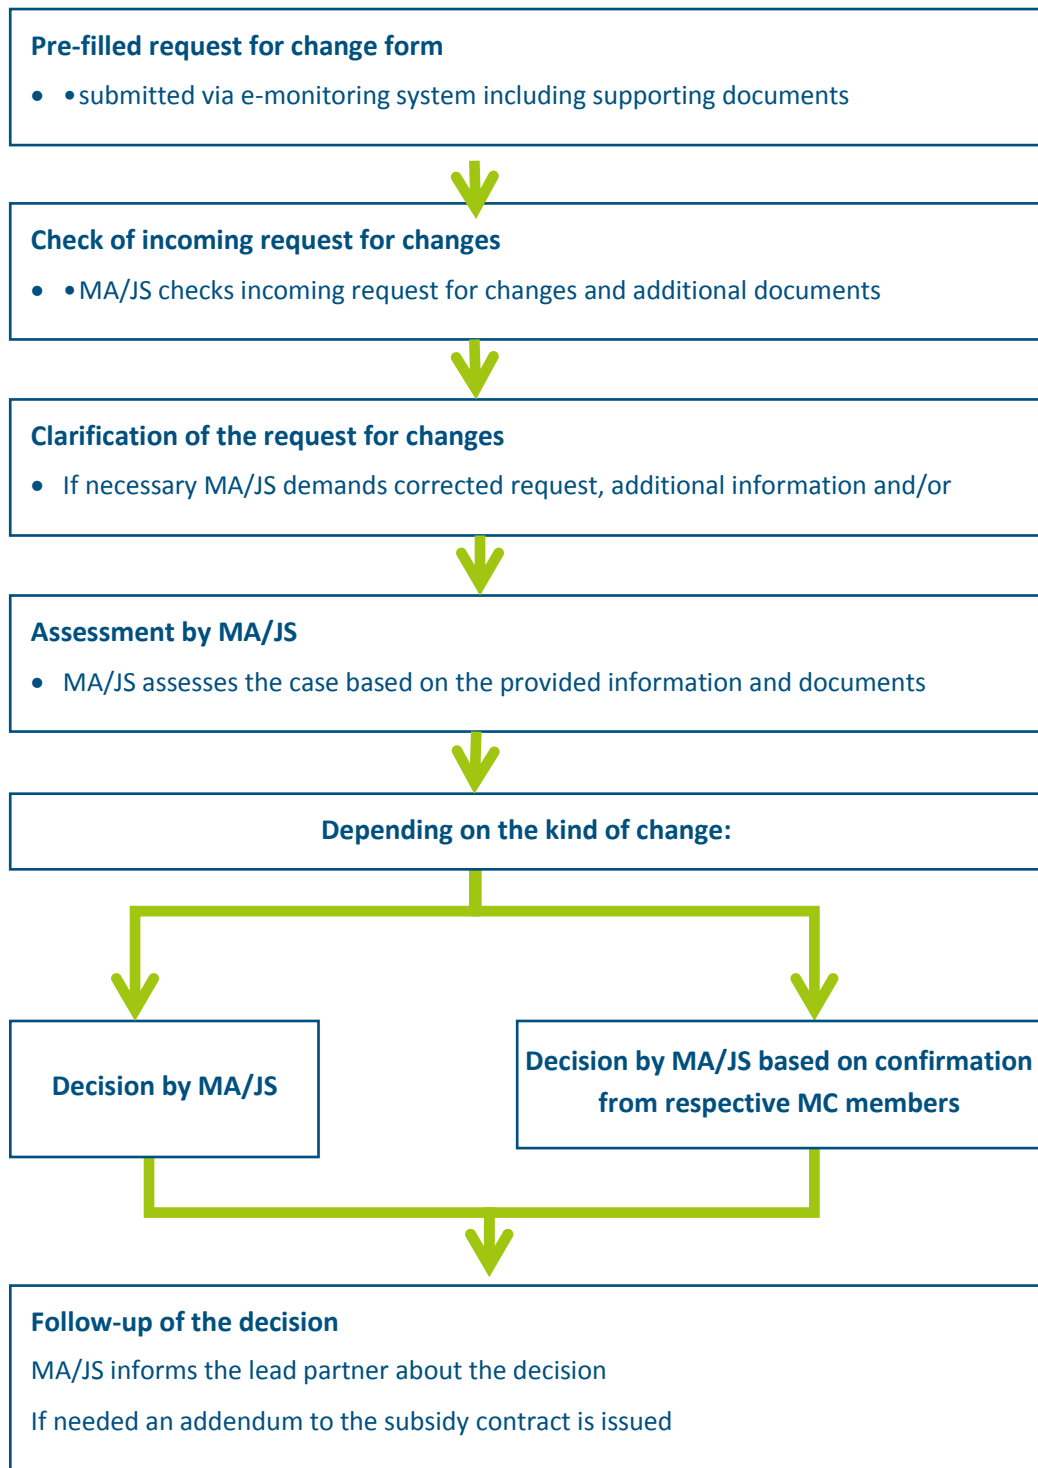 Pre-filled request for change form
• •submitted via e-monitoring system including supporting documents
Check of incoming request for changes
• •MA/JS checks incoming request for changes and additional documents
Clarification of the request for changes
• If necessary MA/JS demands corrected request, additional information and/or
Assessment by MA/JS
• MA/JS assesses the case based on the provided information and documents
Depending on the kind of change:
Decision by MA/JS
Decision by MA/JS based on confirmation
from respective MC members
Follow-up of the decision
MA/JS informs the lead partner about the decision
If needed an addendum to the subsidy contract is issued